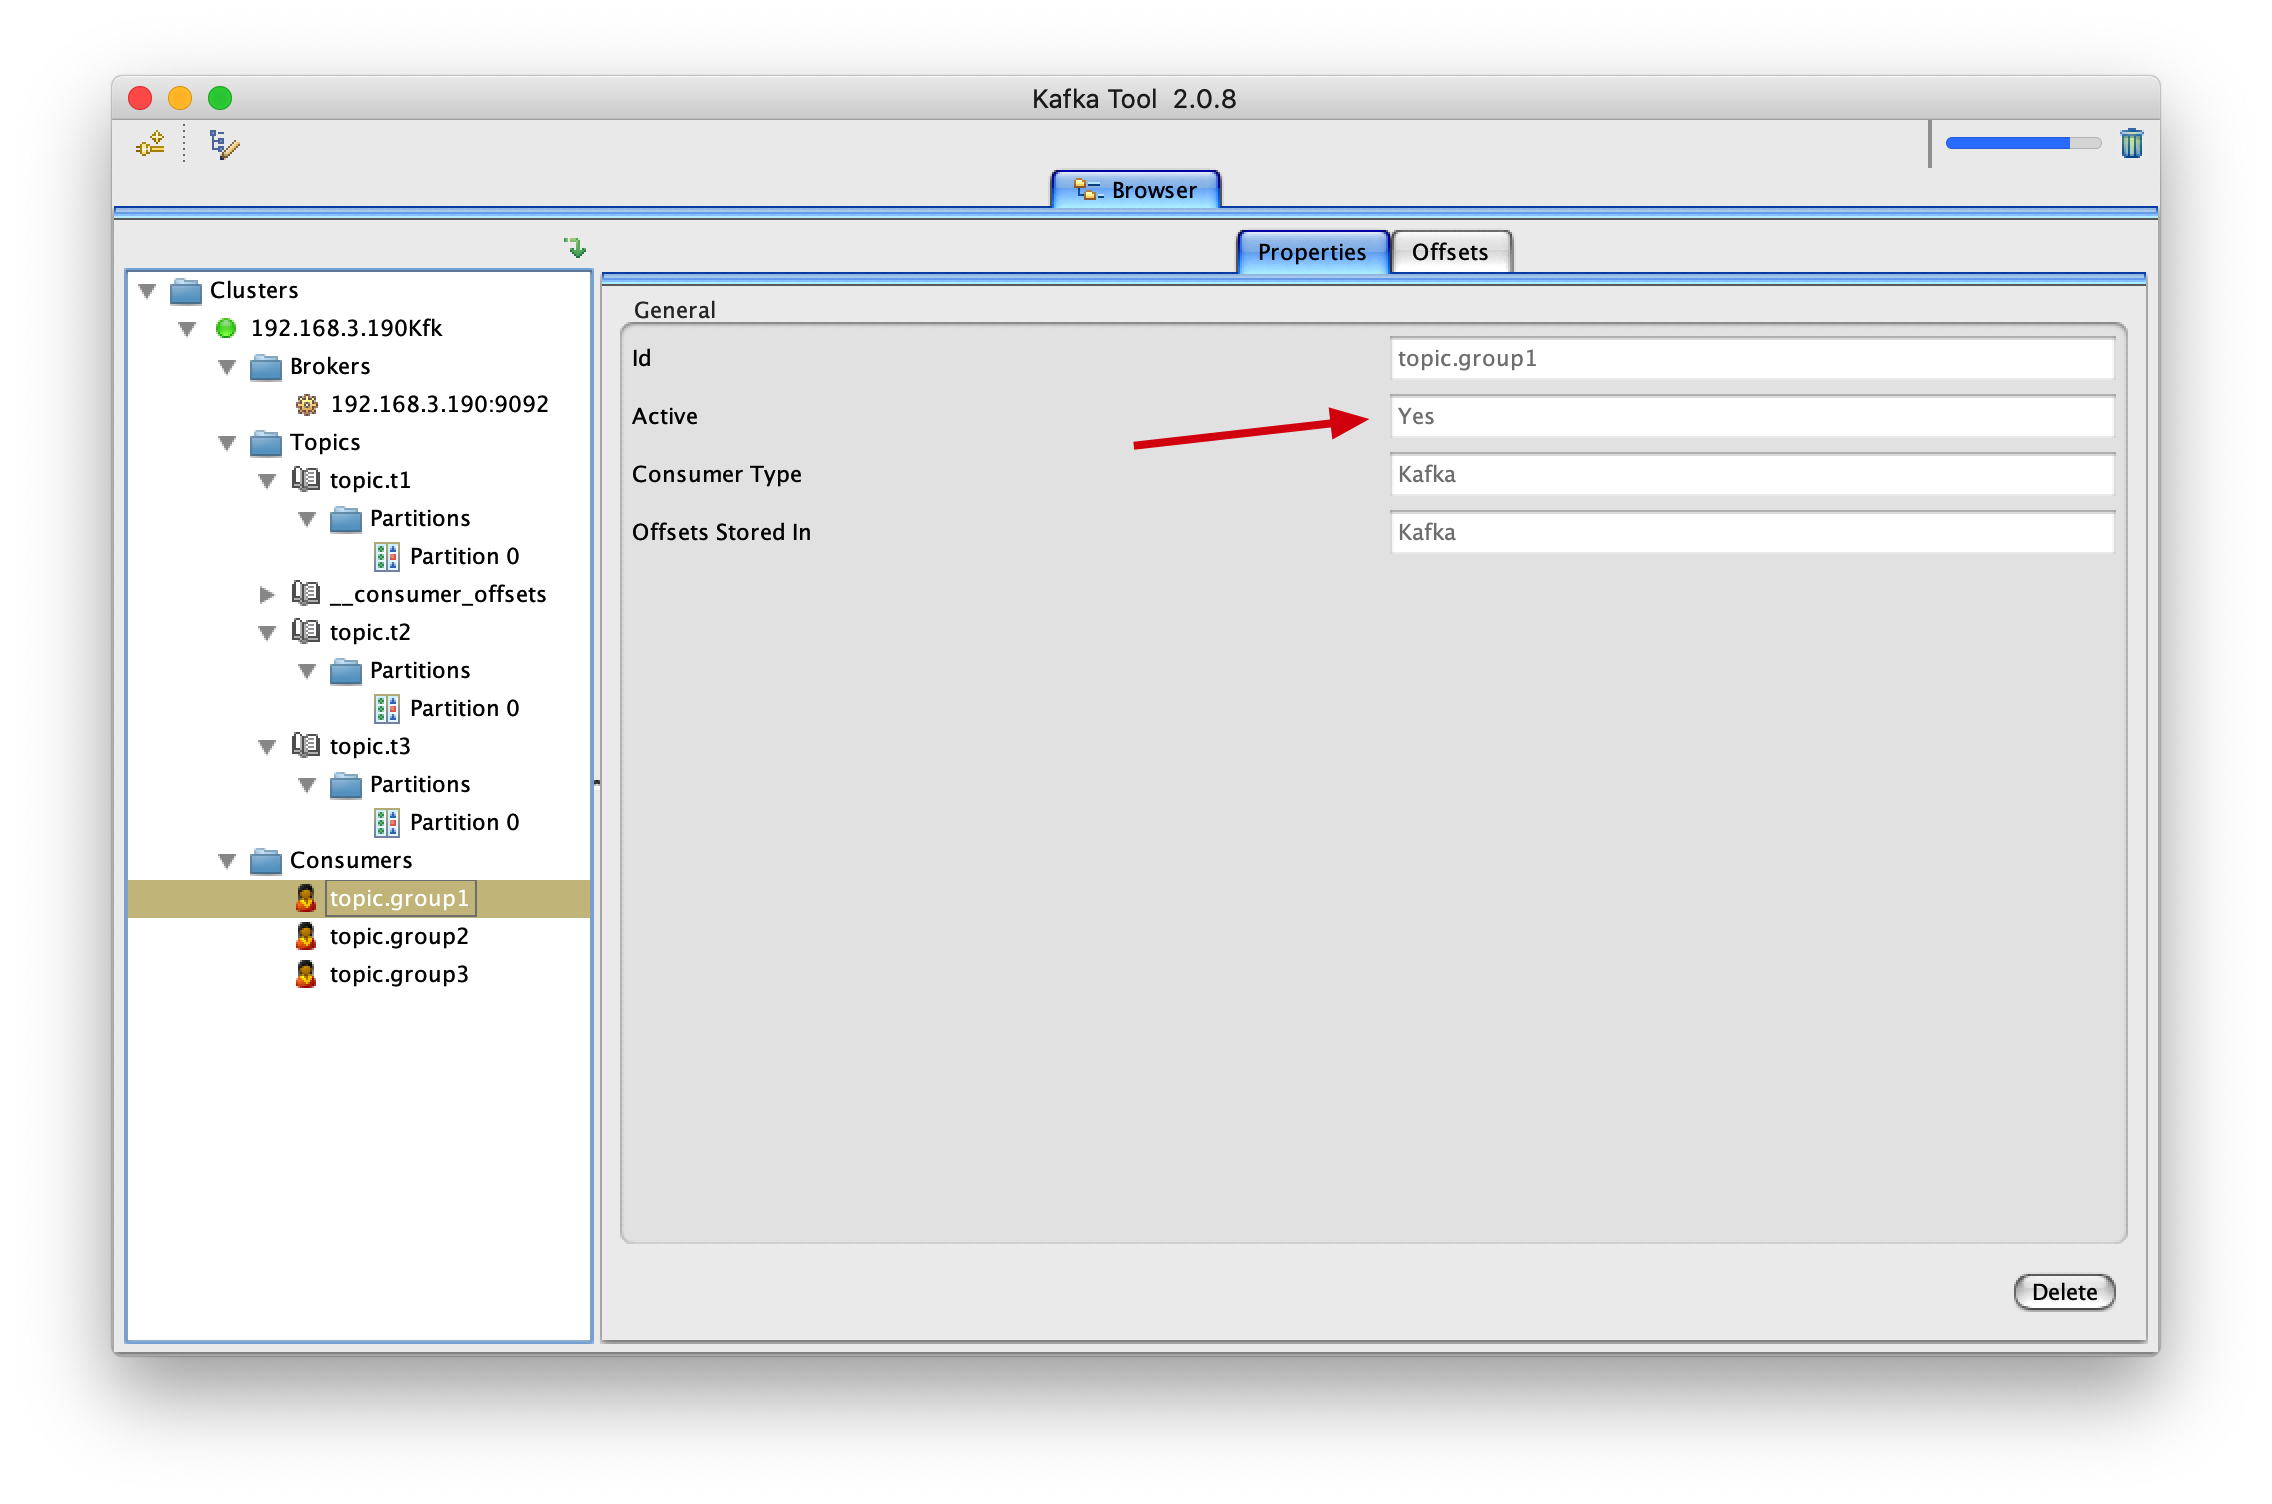 Kafka Tool 2.0.8
Browser
Properties
Offsets
Clusters
192.168.3.190Kfk
Brokers
192.168.3.190:9092
Topics
topic.t1
Partitions
Partition 0
__consumer_offsets
topic.t2
Partitions
Partition 0
topic.t3
Partitions
Partition 0
Consumers
topic.group1
topic.group2
topic.group3
General
Id
topic.group1
Active
Yes
Consumer Type
Kafka
Offsets Stored In
Kafka
Delete